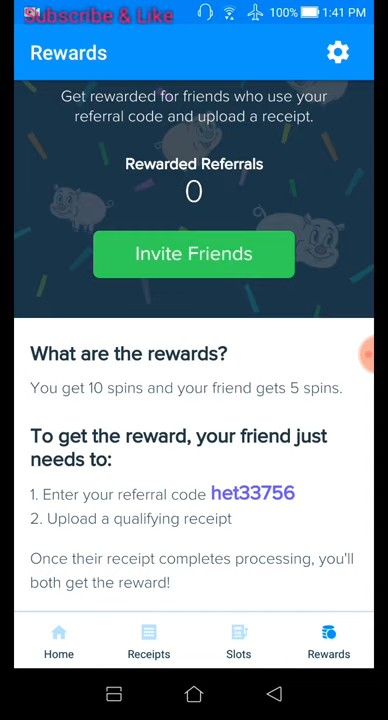 Subscribe & Like
100% 1:41 PM
Rewards
Get rewarded for friends who use your
referral code and upload a receipt.
Rewarded Referrals
0
Invite Friends
What are the rewards?
You get 10 spins and your friend gets 5 spins.
To get the reward, your friend just
needs to:
1. Enter your referral code het33756
2. Upload a qualifying receipt
Once their receipt completes processing, you'll
both get the reward!
Home Receipts Slots Rewards